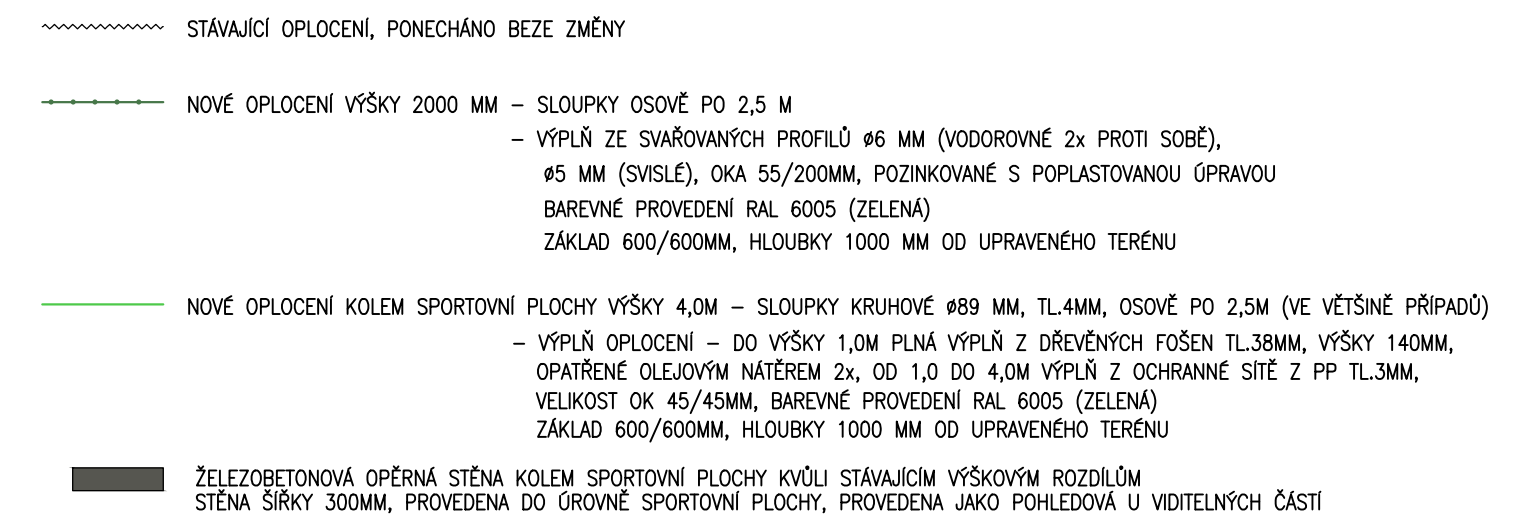 STÁVAJÍCÍ OPLOCENÍ, PONECHÁNO BEZE ZMĚNY
NOVÉ OPLOCENÍ VÝŠKY 2000 MM – SLOUPKY OSOVĚ PO 2,5 M
– VÝPLŇ ZE SVAŘOVANÝCH PROFILŮ ø6 MM (VODOROVNÉ 2x PROTI SOBĚ),
ø5 MM (SVISLÉ), OKA 55/200MM, POZINKOVANÉ S POPLASTOVANOU ÚPRAVOU
BAREVNÉ PROVEDENÍ RAL 6005 (ZELENÁ)
ZÁKLAD 600/600MM, HLOUBKY 1000 MM OD UPRAVENÉHO TERÉNU
NOVÉ OPLOCENÍ KOLEM SPORTOVNÍ PLOCHY VÝŠKY 4,0M – SLOUPKY KRUHOVÉ ø89 MM, TL.4MM, OSOVĚ PO 2,5M (VE VĚTŠINĚ PŘÍPADŮ)
– VÝPLŇ OPLOCENÍ – DO VÝŠKY 1,0M PLNÁ VÝPLŇ Z DŘEVĚNÝCH FOŠEN TL.38MM, VÝŠKY 140MM,
OPATŘENÉ OLEJOVÝM NÁTĚREM 2x, OD 1,0 DO 4,0M VÝPLŇ Z OCHRANNÉ SÍTĚ Z PP TL.3MM,
VELIKOST OK 45/45MM, BAREVNÉ PROVEDENÍ RAL 6005 (ZELENÁ)
ZÁKLAD 600/600MM, HLOUBKY 1000 MM OD UPRAVENÉHO TERÉNU
ŽELEZOBETONOVÁ OPĚRNÁ STĚNA KOLEM SPORTOVNÍ PLOCHY KVŮLI STÁVAJÍCÍM VÝŠKOVÝM ROZDÍLŮM
STĚNA ŠÍŘKY 300MM, PROVEDENA DO ÚROVNĚ SPORTOVNÍ PLOCHY, PROVEDENA JAKO POHLEDOVÁ U VIDITELNÝCH ČÁSTÍ